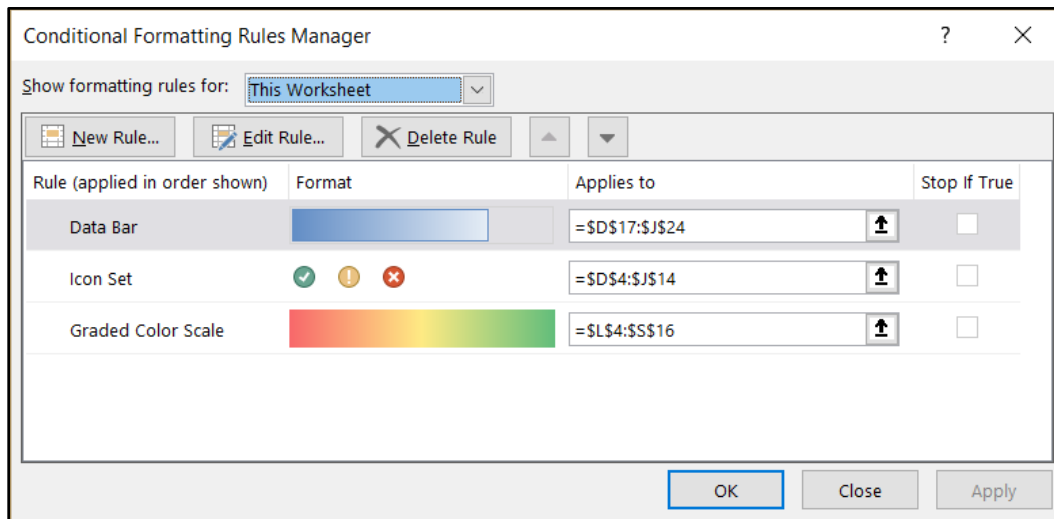 Conditional Formatting Rules Manager ?
Show formatting rules for: This Worksheet
New Rule... Edit Rule... Delete Rule
Rule (applied in order shown) Format Applies to Stop If True
Data Bar =$D$17:$J$24
Icon Set =$D$4:$J$14
Graded Color Scale =$L$4:$S$16
OK Close Apply